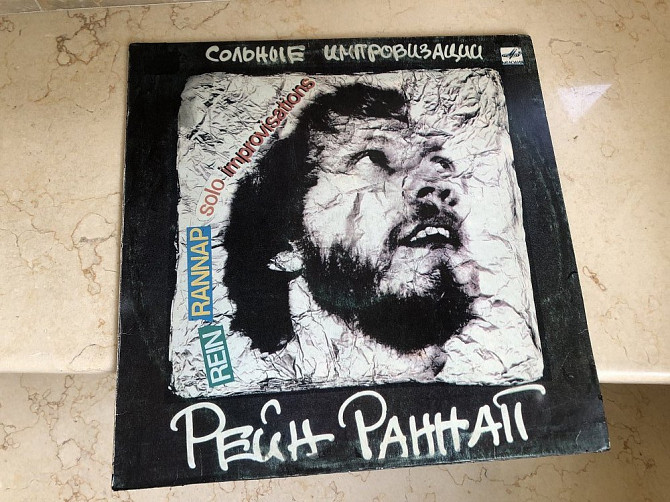 СОЛЬНЫЕ ИМПРОВИЗАЦИИ
REIN RANNAP solo improvisations
РЕЙН РАННАП